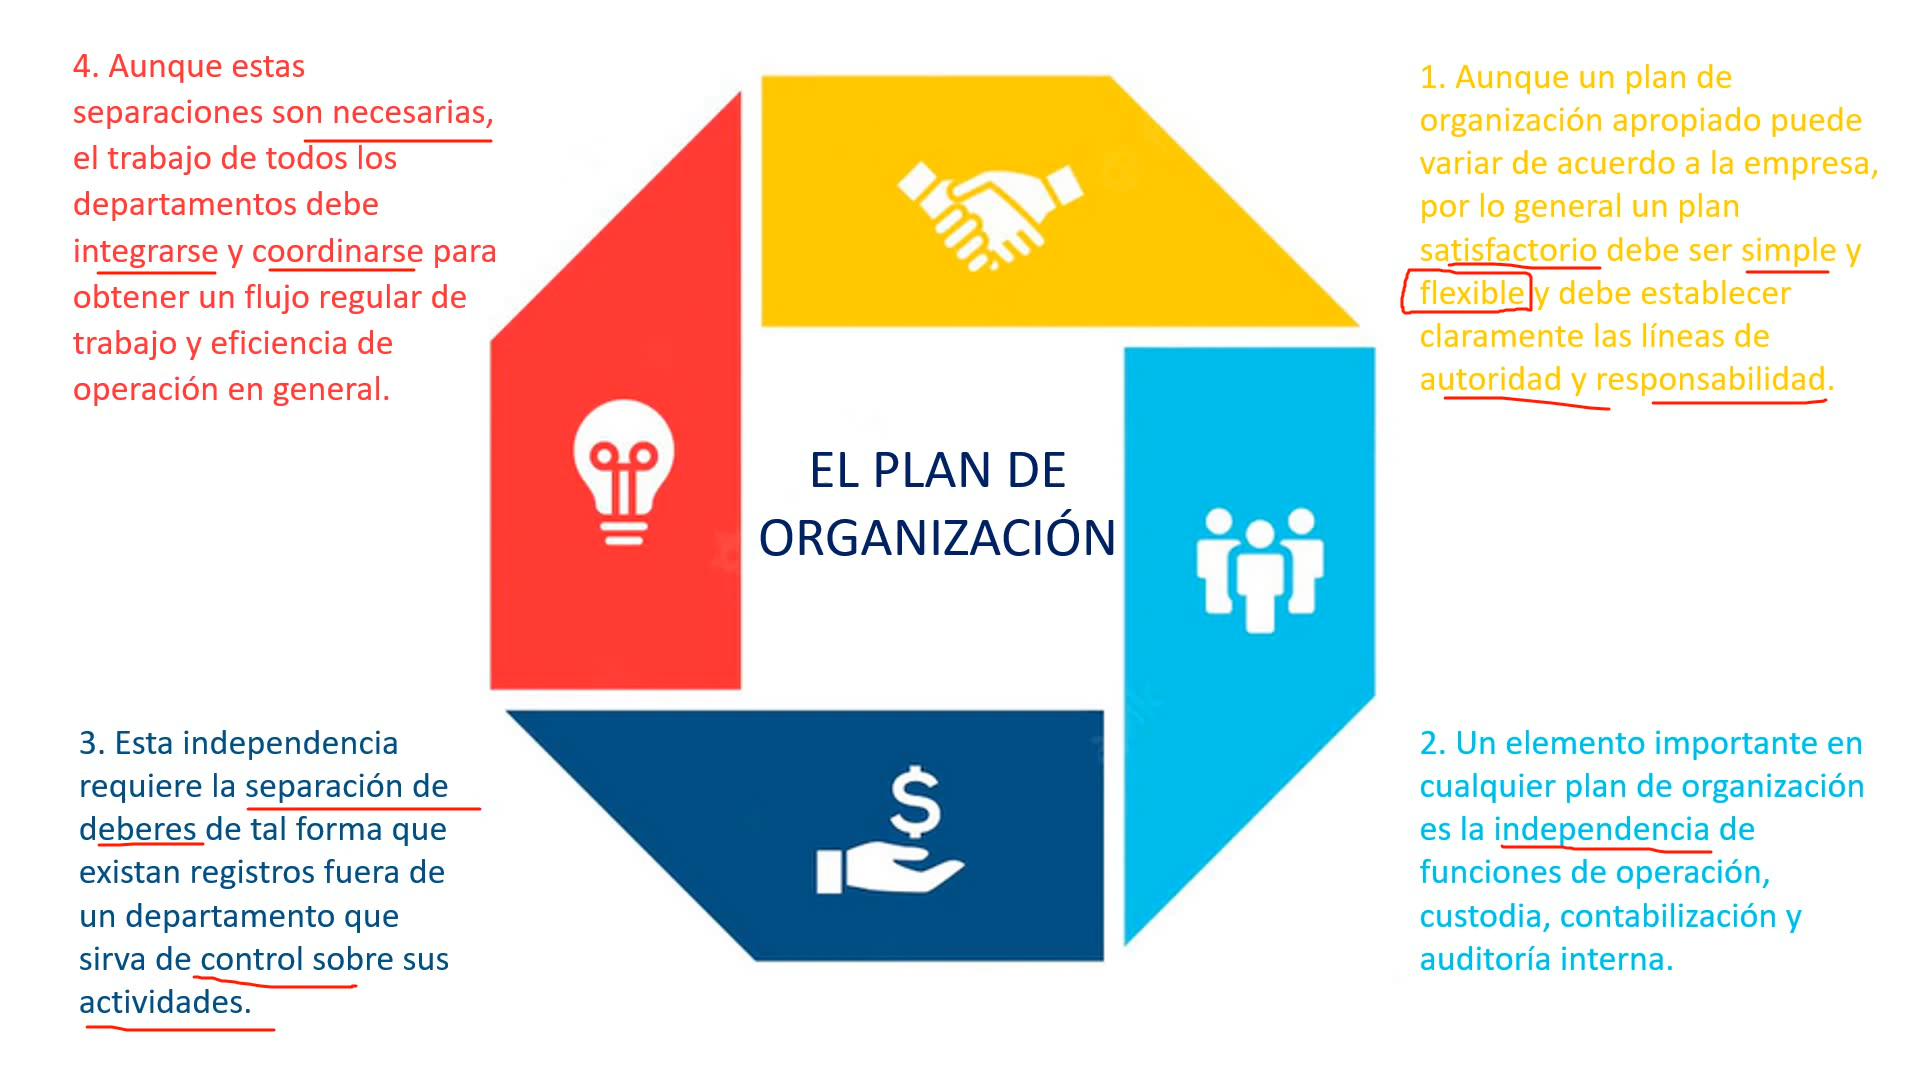 EL PLAN DE
ORGANIZACIÓN
1. Aunque un plan de
organización apropiado puede
variar de acuerdo a la empresa,
por lo general un plan
satisfactorio debe ser simple y
flexible y debe establecer
claramente las líneas de
autoridad y responsabilidad.
2. Un elemento importante en
cualquier plan de organización
es la independencia de
funciones de operación,
custodia, contabilización y
auditoría interna.
3. Esta independencia
requiere la separación de
deberes de tal forma que
existan registros fuera de
un departamento que
sirva de control sobre sus
actividades.
4. Aunque estas
separaciones son necesarias,
el trabajo de todos los
departamentos debe
integrarse y coordinarse para
obtener un flujo regular de
trabajo y eficiencia de
operación en general.
$